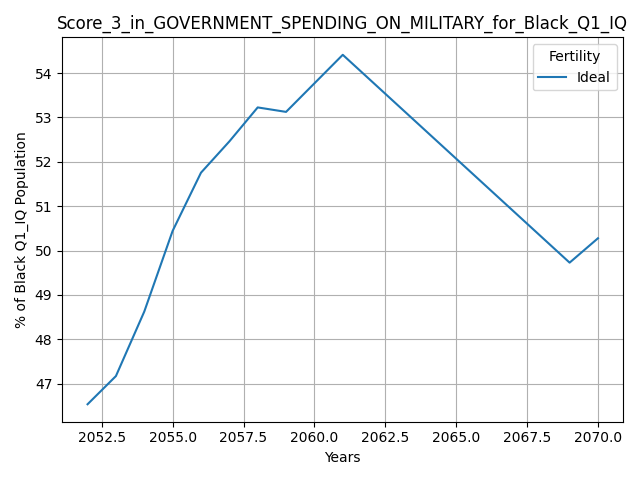 Score_3_in_GOVERNMENT_SPENDING_ON_MILITARY_for_Black_Q1_IQ
Fertility
Ideal
% of Black Q1_IQ Population
54
53
52
51
50
49
48
47
2052.5 2055.0 2057.5 2060.0 2062.5 2065.0 2067.5 2070.0
Years